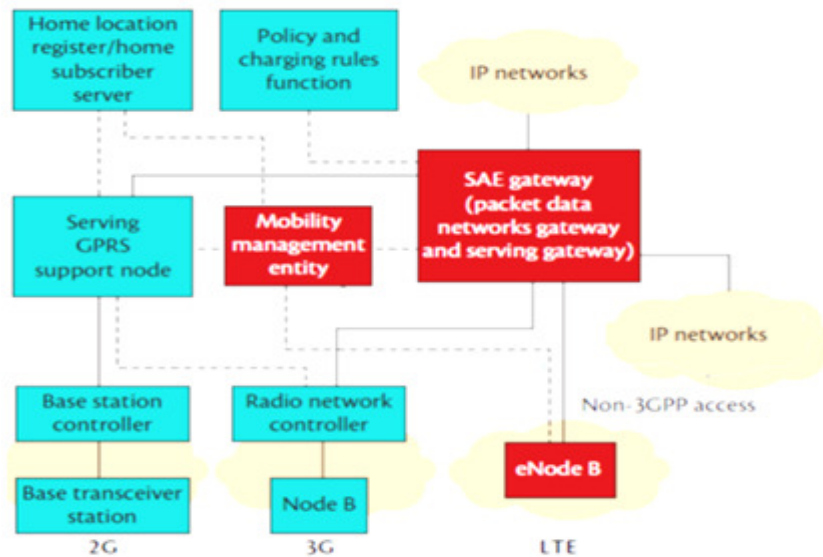 Home location
register/home
subscriber
server
Policy and
charging rules
function
IP networks
SAE gateway
(packet data
networks gateway
and serving gateway)
Serving
GPRS
support node
Mobility
management
entity
IP networks
Non-3GPP access
Base station
controller
Radio network
controller
eNode B
Base transceiver
station
Node B
2G
3G
LTE